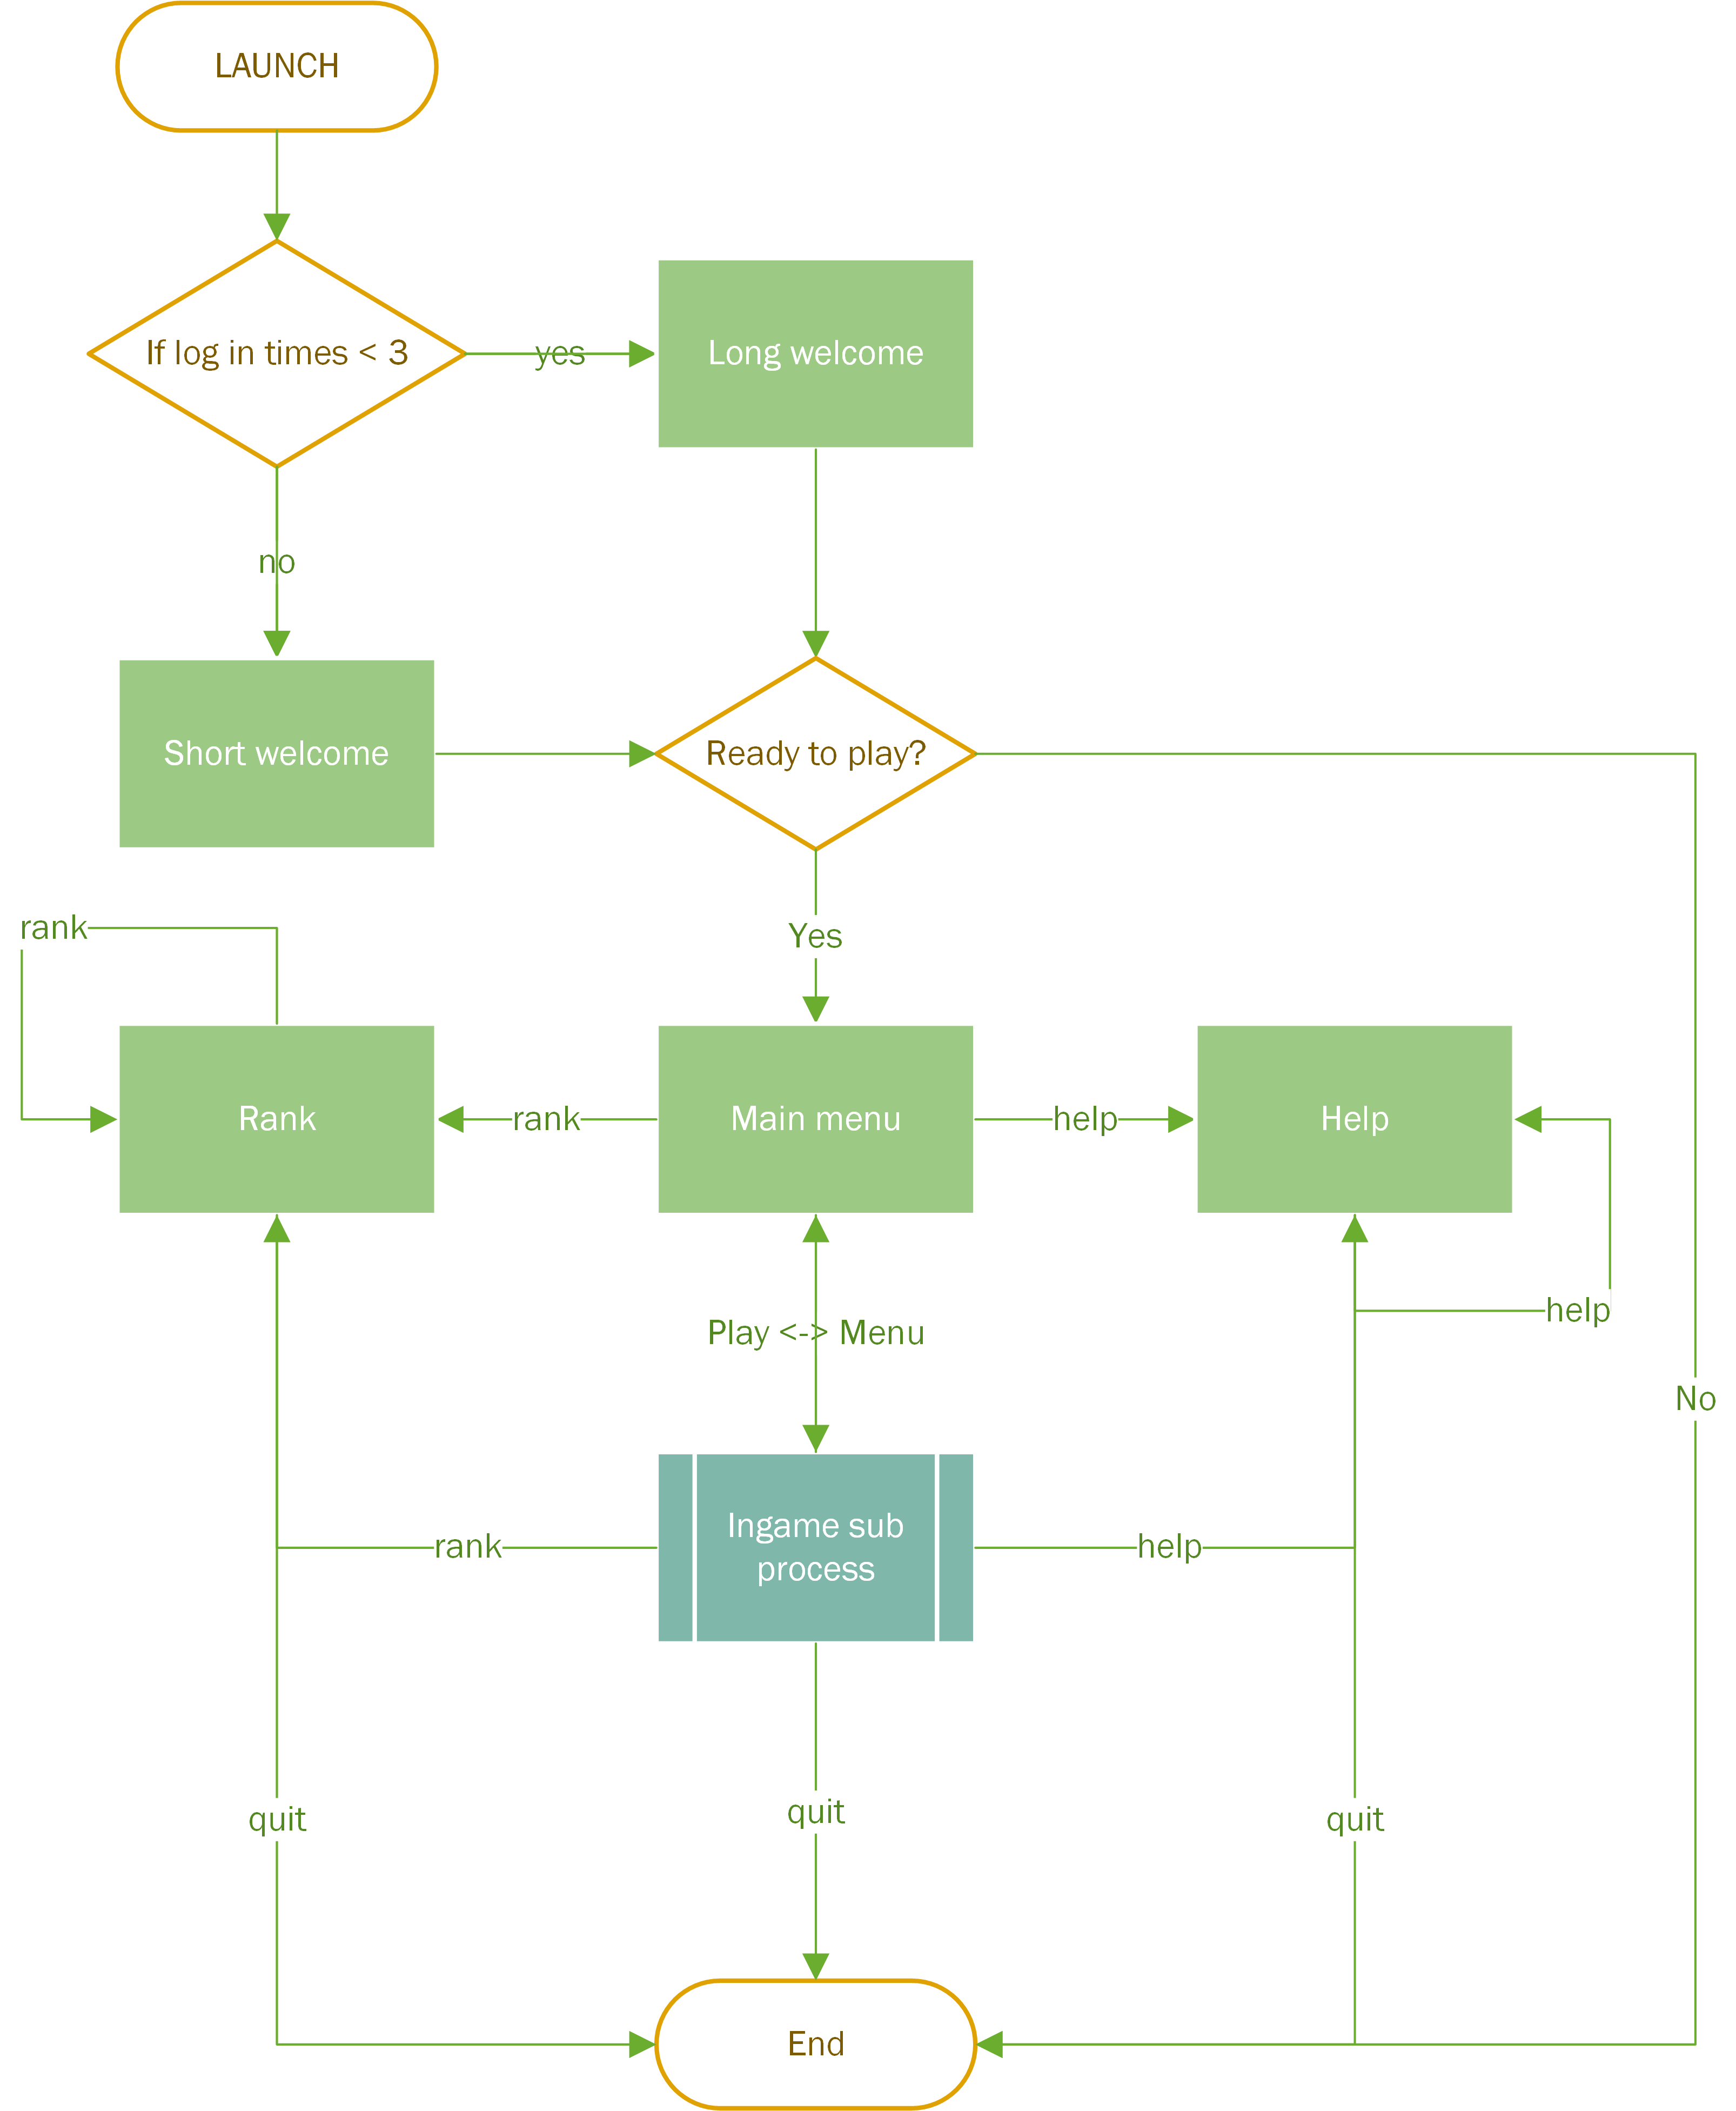 LAUNCH
If log in times < 3
yes
Long welcome
no
Short welcome
Ready to play?
rank
Yes
Rank
rank
Main menu
help
Help
help
Play <-> Menu
No
rank
Ingame sub
process
help
quit
quit
quit
End